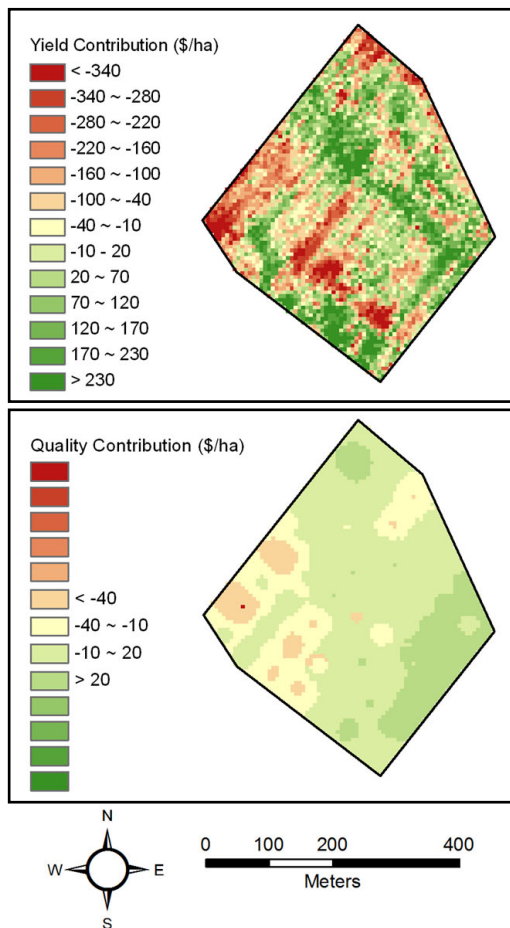 Yield Contribution ($/ha)
< -340
-340 ~ -280
-280 ~ -220
-220 ~ -160
-160 ~ -100
-100 ~ -40
-40 ~ -10
-10 - 20
20 ~ 70
70 ~ 120
120 ~ 170
170 ~ 230
> 230
Quality Contribution ($/ha)
< -40
-40 ~ -10
-10 ~ 20
> 20
N
W E
S
0 100 200 400
Meters